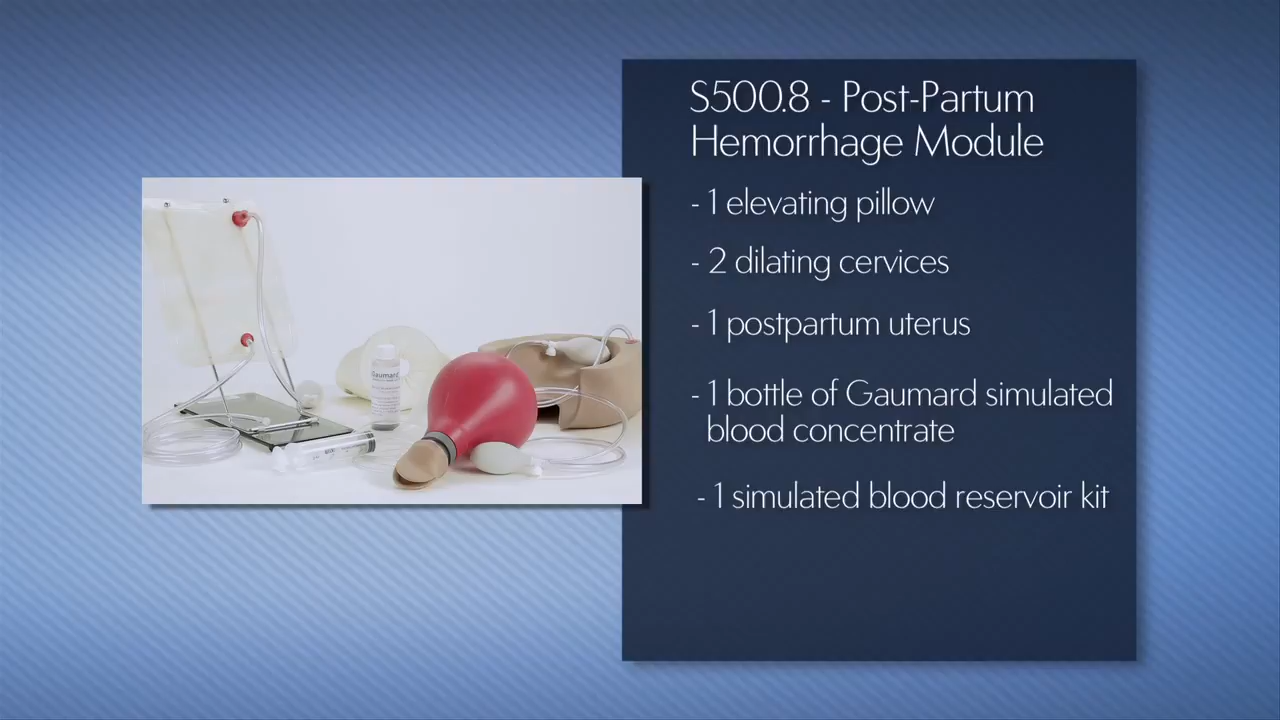 S500.8 - Post-Partum
Hemorrhage Module
- 1 elevating pillow
- 2 dilating cervices
- 1 postpartum uterus
- 1 bottle of Gaumard simulated
blood concentrate
- 1 simulated blood reservoir kit
Gaumard